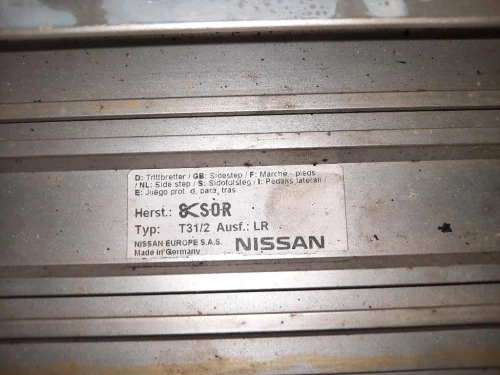 D: Trittbretter / GB: Sidestep / F: Marche - pieds
/ NL: Side step / S: Sidofotsteg / I: Pedans laterali
E: Juego prot. d. para. tras.
Herst.: SOR
Typ: T31/2 Ausf.: LR
NISSAN EUROPE S.A.S. NISSAN
Made in Germany